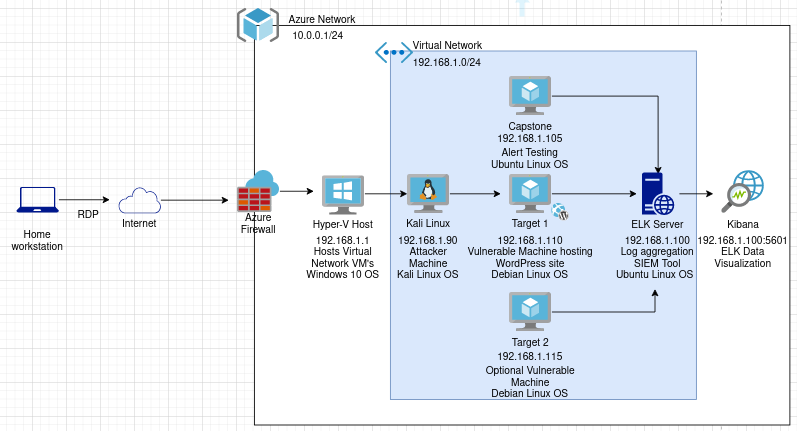 Azure Network
10.0.0.1/24
Virtual Network
192.168.1.0/24
Capstone
192.168.1.105
Alert Testing
Ubuntu Linux OS
RDP
Home
workstation
Internet
Azure
Firewall
Hyper-V Host
192.168.1.1
Hosts Virtual
Network VM's
Windows 10 OS
Kali Linux
192.168.1.90
Attacker
Machine
Kali Linux OS
Target 1
192.168.1.110
Vulnerable Machine hosting
WordPress site
Debian Linux OS
ELK Server
192.168.1.100
Log aggregation
SIEM Tool
Ubuntu Linux OS
Kibana
192.168.1.100:5601
ELK Data
Visualization
Target 2
192.168.1.115
Optional Vulnerable
Machine
Debian Linux OS